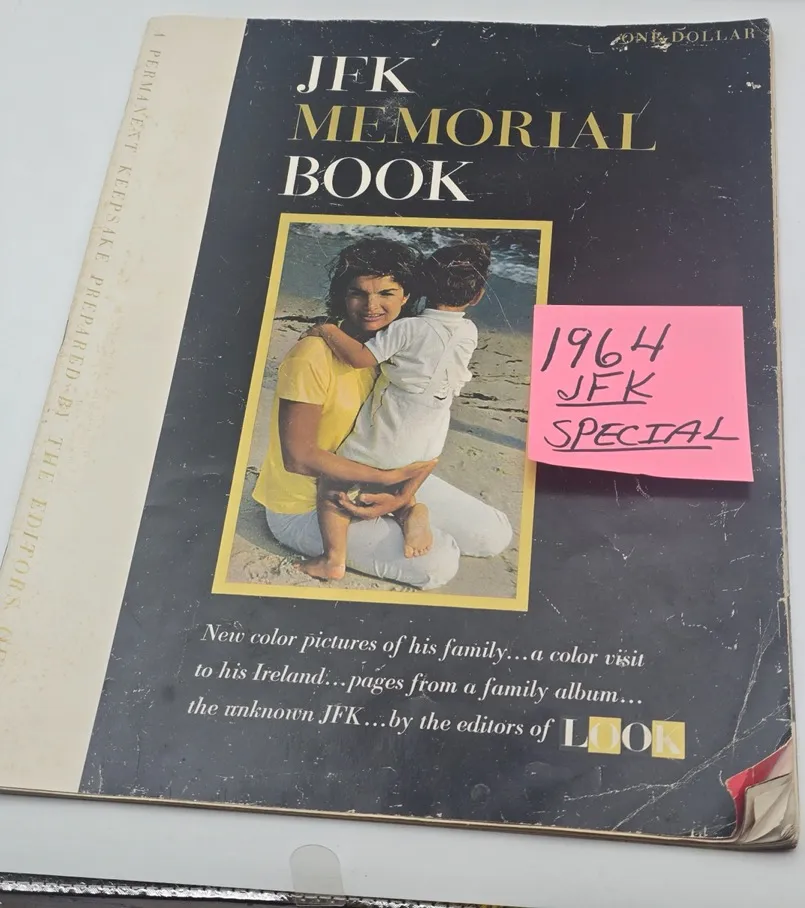 ONE DOLLAR
JFK
MEMORIAL
BOOK
A PERMANENT KEEPSAKE PREPARED BY THE EDITORS OF
1964
JFK
SPECIAL
New color pictures of his family...a color visit
to his Ireland...pages from a family album...
the unknown JFK...by the editors of LOOK